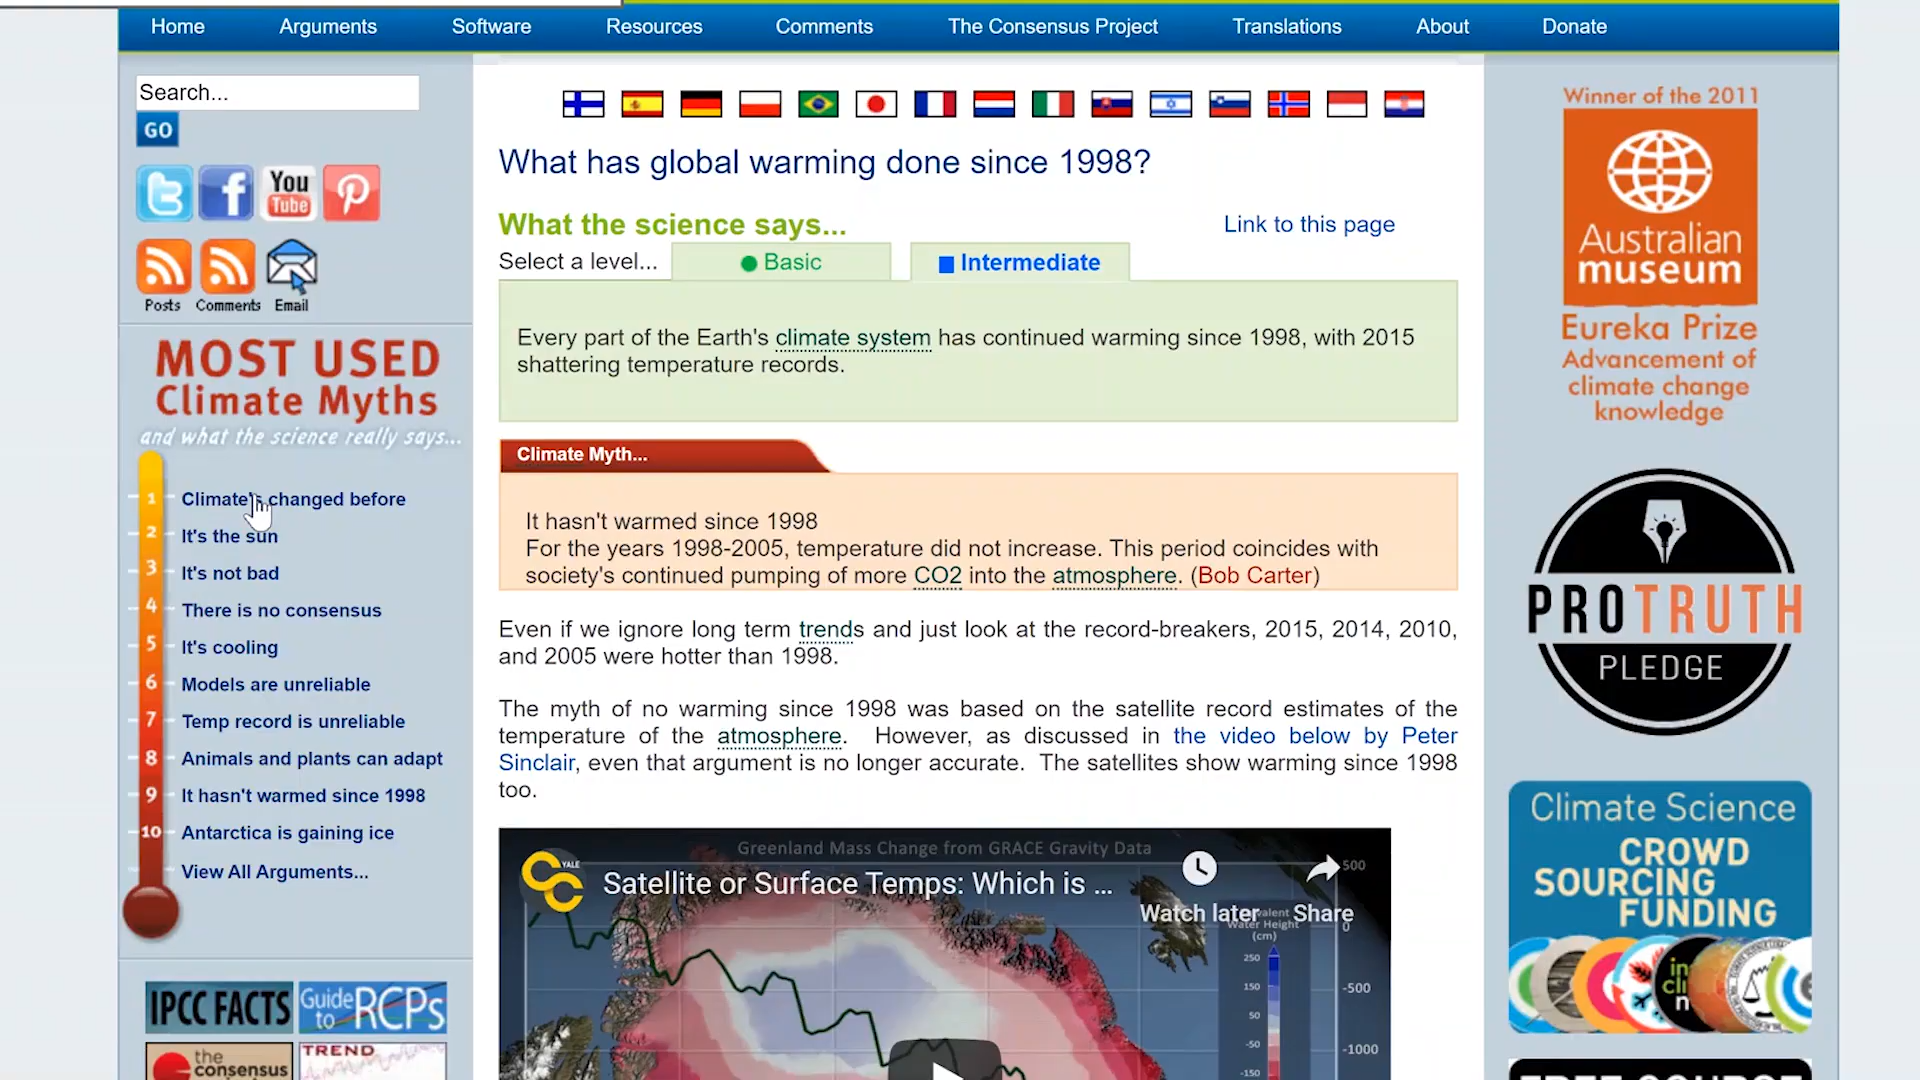 Home Arguments Software Resources Comments The Consensus Project Translations About Donate
Search...
GO
You
Tube
Posts Comments Email
MOST USED
Climate Myths
and what the science really says...
1 Climate's changed before
2 It's the sun
3 It's not bad
4 There is no consensus
5 It's cooling
6 Models are unreliable
7 Temp record is unreliable
8 Animals and plants can adapt
9 It hasn't warmed since 1998
10 Antarctica is gaining ice
View All Arguments...
IPCC FACTS
Guide
to RCPs
the
consensus
TREND
What has global warming done since 1998?
What the science says...
Link to this page
Select a level... Basic Intermediate
Every part of the Earth's climate system has continued warming since 1998, with 2015
shattering temperature records.
Climate Myth...
It hasn't warmed since 1998
For the years 1998-2005, temperature did not increase. This period coincides with
society's continued pumping of more CO2 into the atmosphere. (Bob Carter)
Even if we ignore long term trends and just look at the record-breakers, 2015, 2014, 2010,
and 2005 were hotter than 1998.
The myth of no warming since 1998 was based on the satellite record estimates of the
temperature of the atmosphere. However, as discussed in the video below by Peter
Sinclair, even that argument is no longer accurate. The satellites show warming since 1998
too.
Greenland Mass Change from GRACE Gravity Data
YALE
Satellite or Surface Temps: Which is ...
Watch later Share
Water Height
(cm)
250
150
50
-50
-150
500
0
-500
-1000
Winner of the 2011
Australian
museum
Eureka Prize
Advancement of
climate change
knowledge
PROTRUTH
PLEDGE
Climate Science
CROWD
SOURCING
FUNDING